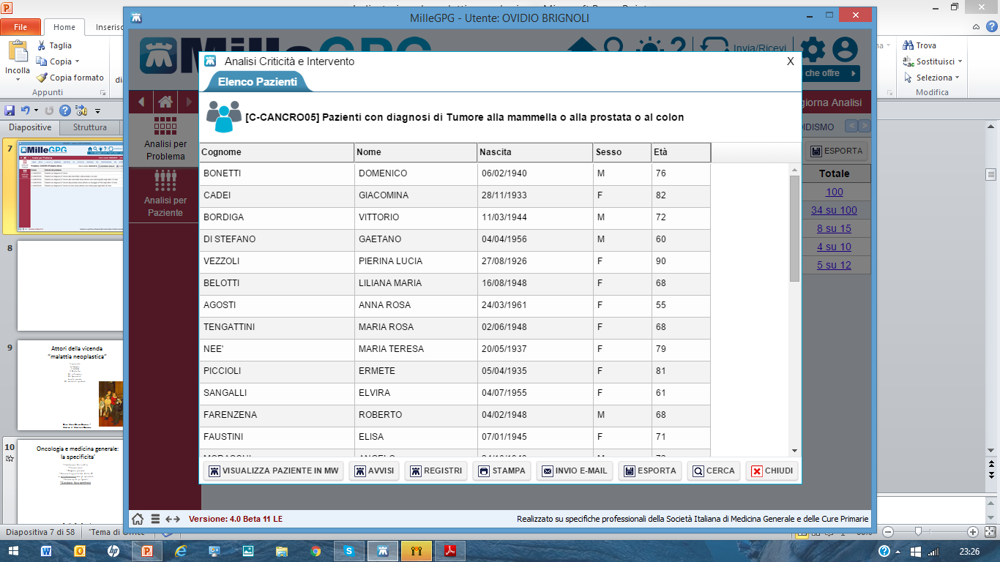 MilleGPG - Utente: OVIDIO BRIGNOLI
File
Home
Inserisc
Incolla
Taglia
Copia
Copia formato
Appunti
Trova
Sostituisci
Seleziona
Modifica
Invia/Ricevi
che offre
giorna Analisi
Diapositive
Struttura
7
8
9
Attori della vicenda
"malattia neoplastica"
10
Oncologia e medicina generale:
la specificita'
MilleGPG
Analisi per
Problema
Analisi per
Paziente
Analisi Criticità e Intervento
X
Elenco Pazienti
[C-CANCRO05] Pazienti con diagnosi di Tumore alla mammella o alla prostata o al colon
Cognome Nome Nascita Sesso Età
BONETTI DOMENICO 06/02/1940 M 76
CADEI GIACOMINA 28/11/1933 F 82
BORDIGA VITTORIO 11/03/1944 M 72
DI STEFANO GAETANO 04/04/1956 M 60
VEZZOLI PIERINA LUCIA 27/08/1926 F 90
BELOTTI LILIANA MARIA 16/08/1948 F 68
AGOSTI ANNA ROSA 24/03/1961 F 55
TENGATTINI MARIA ROSA 02/06/1948 F 68
NEE' MARIA TERESA 20/05/1937 F 79
PICCIOLI ERMETE 05/04/1935 F 81
SANGALLI ELVIRA 04/07/1955 F 61
FARENZENA ROBERTO 04/02/1948 M 68
FAUSTINI ELISA 07/01/1945 F 71
VISUALIZZA PAZIENTE IN MW AVVISI REGISTRI STAMPA INVIO E-MAIL ESPORTA CERCA CHIUDI
OIDISMO
ESPORTA
Totale
100
34 su 100
8 su 15
4 su 10
5 su 12
Versione: 4.0 Beta 11 LE
Realizzato su specifiche professionali della Società Italiana di Medicina Generale e delle Cure Primarie
Diapositiva 7 di 58
"Tema di Office"
23:26